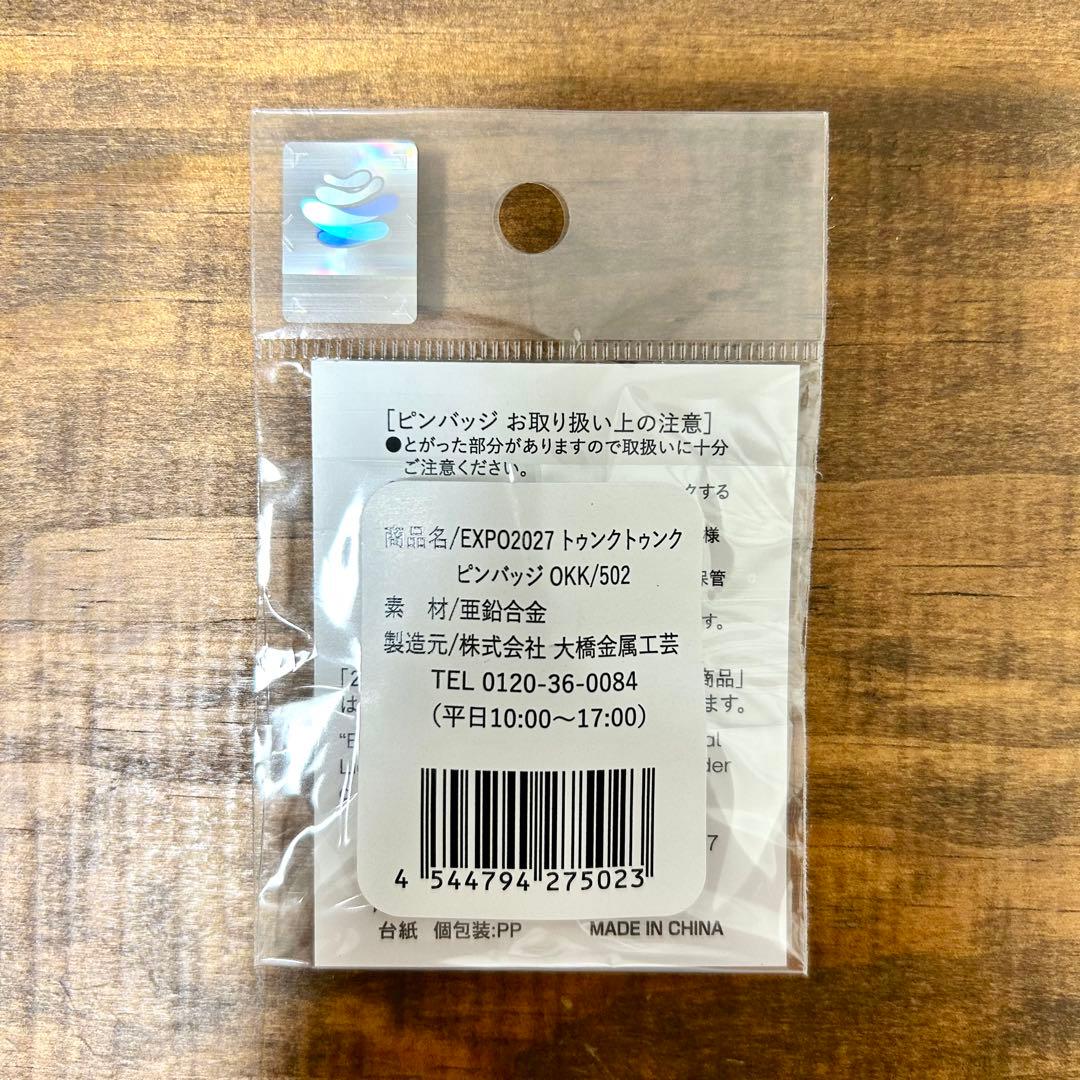 [ピンバッジ お取り扱い上の注意]
●とがった部分がありますので取扱いに十分
ご注意ください。
クする
様
保管
す。
商品名/EXPO2027 トゥンクトゥンク
ピンバッジ OKK/502
素 材/亜鉛合金
製造元/株式会社 大橋金属工芸
TEL 0120-36-0084
(平日10:00～17:00)
「2
商品」
は
ます。
"E
al
der
7
4 544794 275023
台紙 個包装:PP MADE IN CHINA